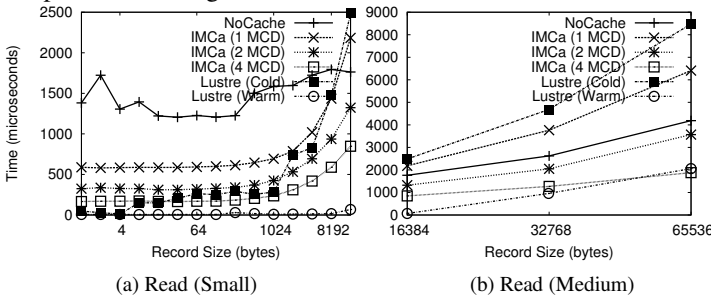 2500
2000
1500
1000
500
0
Time (microseconds)
NoCache
IMCa (1 MCD)
IMCa (2 MCD)
IMCa (4 MCD)
Lustre (Cold)
Lustre (Warm)
4 64 1024 8192
Record Size (bytes)
(a) Read (Small)
9000
8000
7000
6000
5000
4000
3000
2000
1000
0
NoCache
IMCa (1 MCD)
IMCa (2 MCD)
IMCa (4 MCD)
Lustre (Cold)
Lustre (Warm)
16384 32768 65536
Record Size (bytes)
(b) Read (Medium)